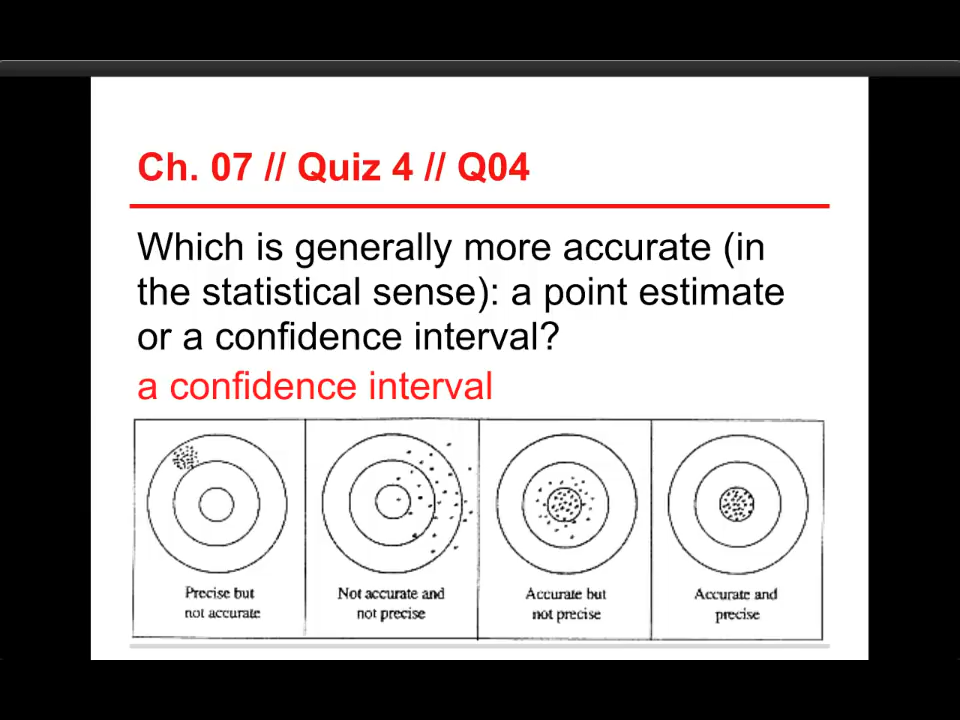 Ch. 07 // Quiz 4 // Q04
Which is generally more accurate (in
the statistical sense): a point estimate
or a confidence interval?
a confidence interval
Precise but
not accurate
Not accurate and
not precise
Accurate but
not precise
Accurate and
precise